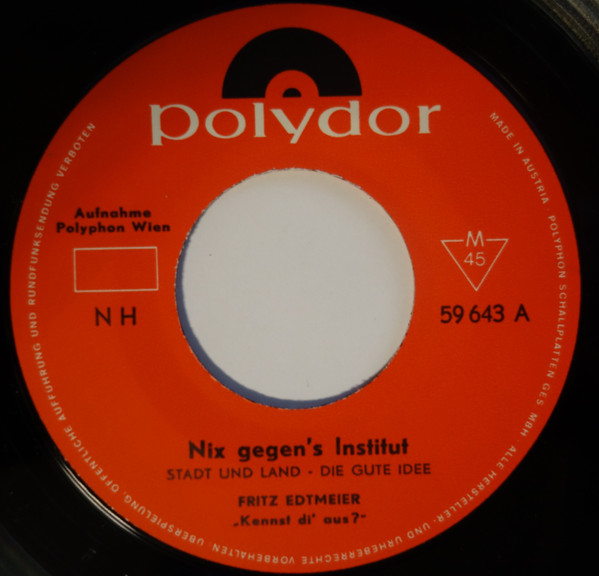 polydor
Aufnahme
Polyphon Wien
NH
M
45
59 643 A
Nix gegen's Institut
STADT UND LAND · DIE GUTE IDEE
FRITZ EDTMEIER
„Kennst di' aus?"
MADE IN AUSTRIA · POLYPHON SCHALLPLATTEN GES MBH · ALLE HERSTELLER- UND URHEBERRECHTE VORBEHALTEN · ÜBERSPIELUNG, ÖFFENTLICHE AUFFÜHRUNG UND RUNDFUNKSENDUNG VERBOTEN